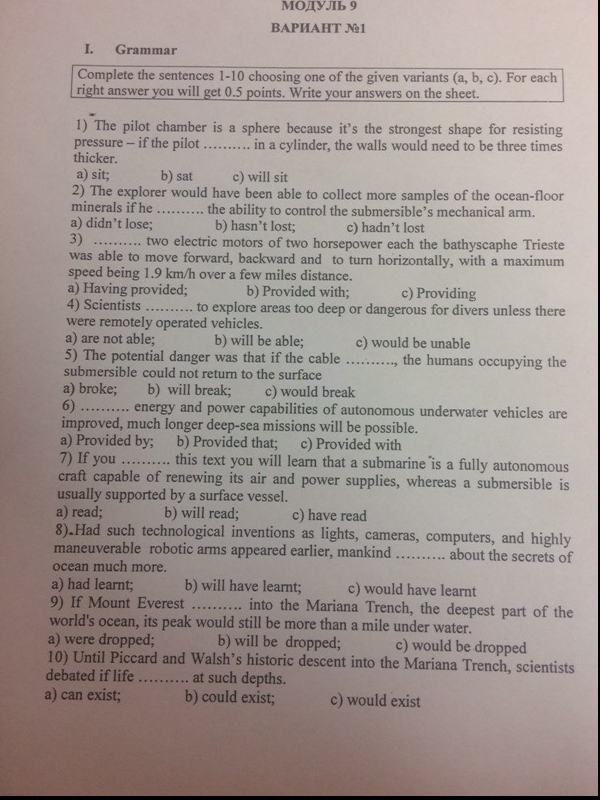 МОДУЛЬ 9
ВАРИАНТ №1
I. Grammar
Complete the sentences 1-10 choosing one of the given variants (a, b, c). For each
right answer you will get 0.5 points. Write your answers on the sheet.
1) The pilot chamber is a sphere because it's the strongest shape for resisting
pressure – if the pilot .......... in a cylinder, the walls would need to be three times
thicker.
a) sit; b) sat c) will sit
2) The explorer would have been able to collect more samples of the ocean-floor
minerals if he .......... the ability to control the submersible's mechanical arm.
a) didn't lose; b) hasn't lost; c) hadn't lost
3) .......... two electric motors of two horsepower each the bathyscaphe Trieste
was able to move forward, backward and to turn horizontally, with a maximum
speed being 1.9 km/h over a few miles distance.
a) Having provided; b) Provided with; c) Providing
4) Scientists .......... to explore areas too deep or dangerous for divers unless there
were remotely operated vehicles.
a) are not able; b) will be able; c) would be unable
5) The potential danger was that if the cable .........., the humans occupying the
submersible could not return to the surface
a) broke; b) will break; c) would break
6) .......... energy and power capabilities of autonomous underwater vehicles are
improved, much longer deep-sea missions will be possible.
a) Provided by; b) Provided that; c) Provided with
7) If you .......... this text you will learn that a submarine is a fully autonomous
craft capable of renewing its air and power supplies, whereas a submersible is
usually supported by a surface vessel.
a) read; b) will read; c) have read
8). Had such technological inventions as lights, cameras, computers, and highly
maneuverable robotic arms appeared earlier, mankind .......... about the secrets of
ocean much more.
a) had learnt; b) will have learnt; c) would have learnt
9) If Mount Everest .......... into the Mariana Trench, the deepest part of the
world's ocean, its peak would still be more than a mile under water.
a) were dropped; b) will be dropped; c) would be dropped
10) Until Piccard and Walsh's historic descent into the Mariana Trench, scientists
debated if life .......... at such depths.
a) can exist; b) could exist; c) would exist